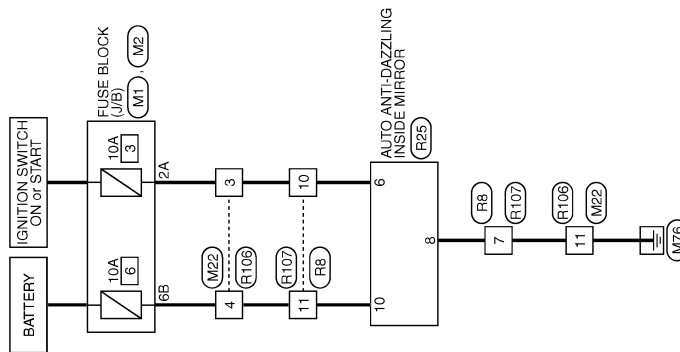 BATTERY
IGNITION SWITCH
ON or START
FUSE BLOCK
(J/B)
M1 , M2
10A
6
10A
3
6B
2A
M22
R106
4
3
R107
R8
11
10
AUTO ANTI-DAZZLING
INSIDE MIRROR
R25
10
6
8
R8
R107
7
R106
M22
11
M76